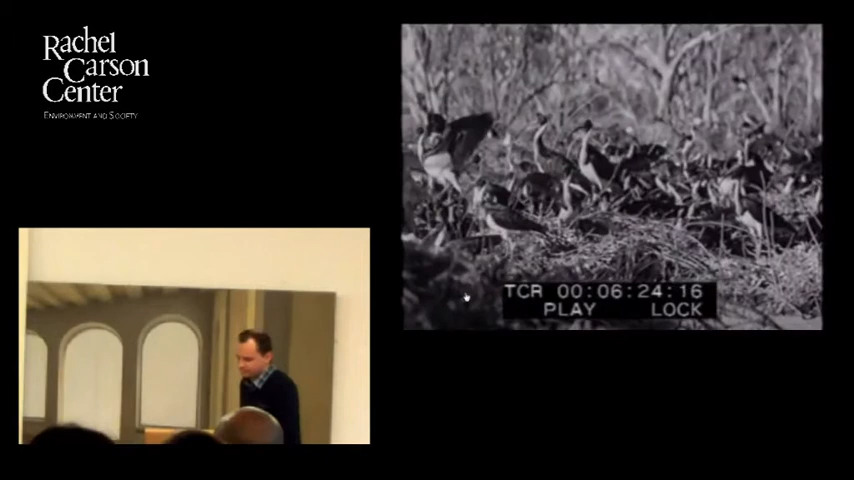 Rachel
Carson
Center
ENVIRONMENT AND SOCIETY
TCR 00:06:24:16
PLAY LOCK